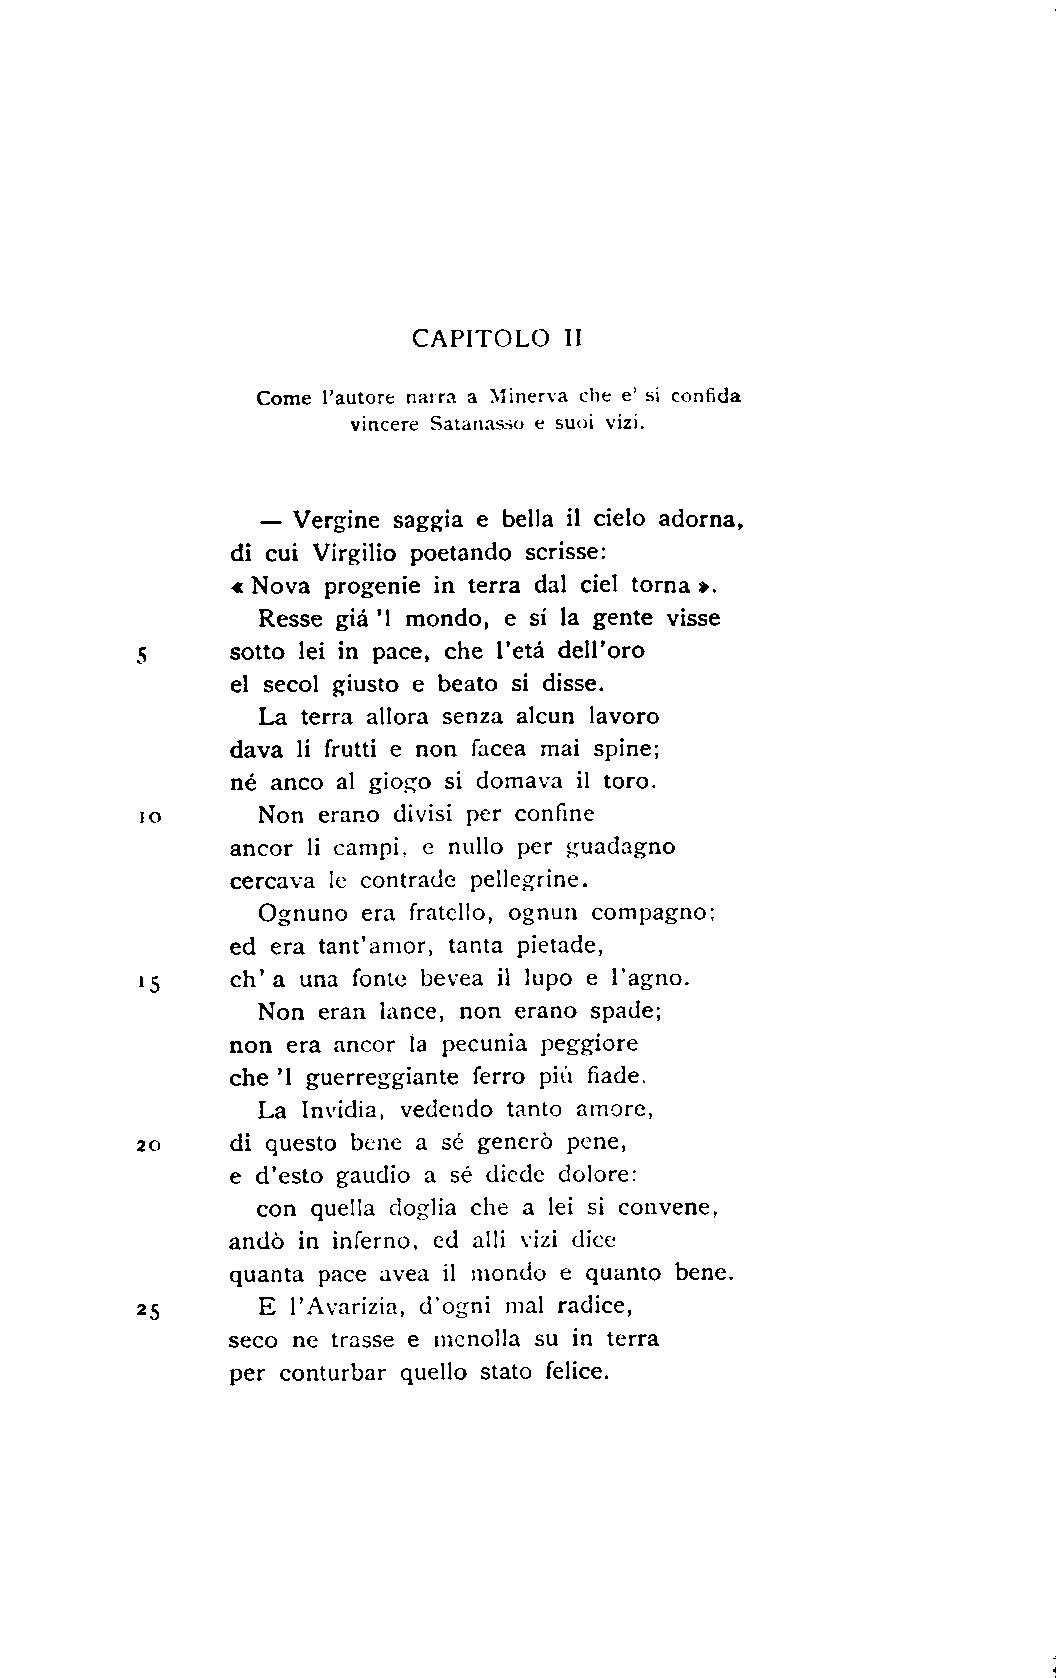 CAPITOLO II
Come l'autore narra a Minerva che e' si confida
vincere Satanasso e suoi vizi.
— Vergine saggia e bella il cielo adorna,
di cui Virgilio poetando scrisse:
« Nova progenie in terra dal ciel torna ».
Resse giá 'l mondo, e sí la gente visse
5 sotto lei in pace, che l'etá dell'oro
el secol giusto e beato si disse.
La terra allora senza alcun lavoro
dava li frutti e non facea mai spine;
né anco al giogo si domava il toro.
10 Non erano divisi per confine
ancor li campi, e nullo per guadagno
cercava le contrade pellegrine.
Ognuno era fratello, ognun compagno;
ed era tant'amor, tanta pietade,
15 ch' a una fonte bevea il lupo e l'agno.
Non eran lance, non erano spade;
non era ancor la pecunia peggiore
che 'l guerreggiante ferro piú fiade.
La Invidia, vedendo tanto amore,
20 di questo bene a sé generò pene,
e d'esto gaudio a sé diede dolore:
con quella doglia che a lei si convene,
andò in inferno, ed alli vizi dice
quanta pace avea il mondo e quanto bene.
25 E l'Avarizia, d'ogni mal radice,
seco ne trasse e menolla su in terra
per conturbar quello stato felice.